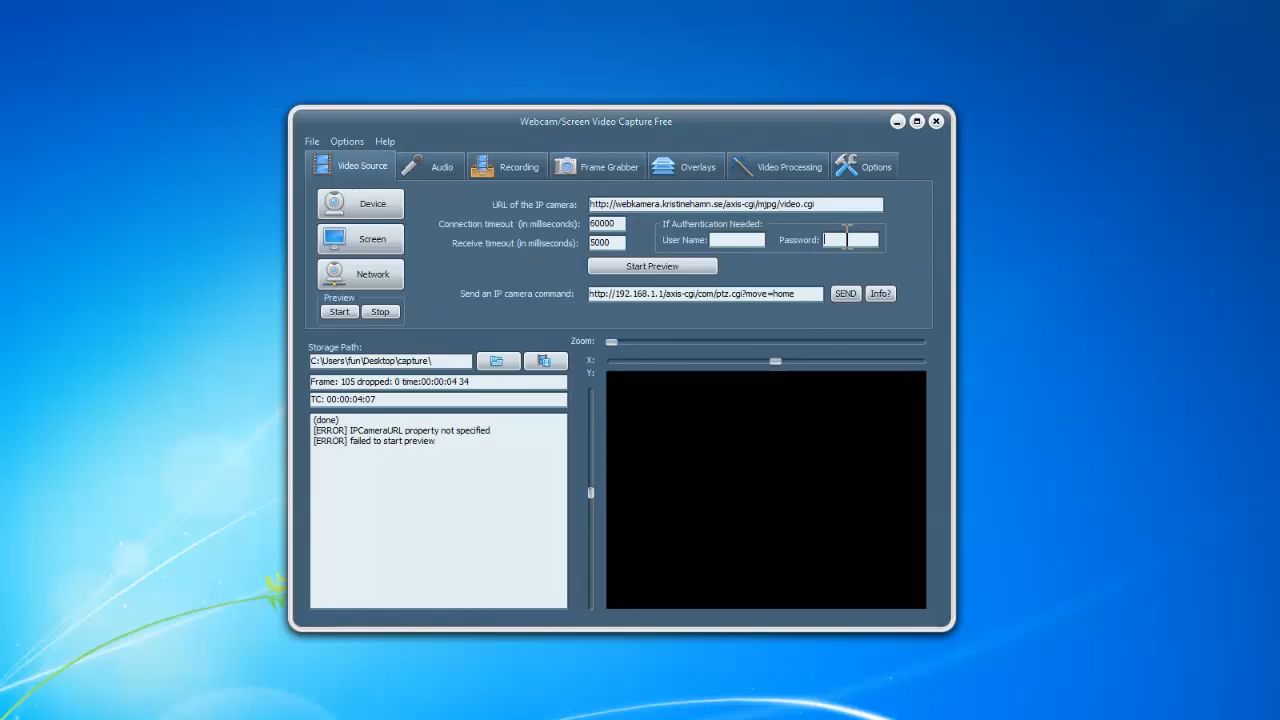 Webcam/Screen Video Capture Free
File Options Help
Video Source Audio Recording Frame Grabber Overlays Video Processing Options
Device
Screen
Network
Preview
Start Stop
URL of the IP camera: http://webkamera.kristinehamn.se/axis-cgi/mjpg/video.cgi
Connection timeout (in miliseconds): 60000
Receive timeout (in miliseconds): 5000
If Authentication Needed:
User Name: Password:
Start Preview
Send an IP camera command: http://192.168.1.1/axis-cgi/com/ptz.cgi?move=home SEND Info?
Storage Path:
C:\Users\fun\Desktop\capture\
Frame: 105 dropped: 0 time:00:00:04 34
TC: 00:00:04:07
(done)
[ERROR] IPCameraURL property not specified
[ERROR] failed to start preview
Zoom:
X:
Y: